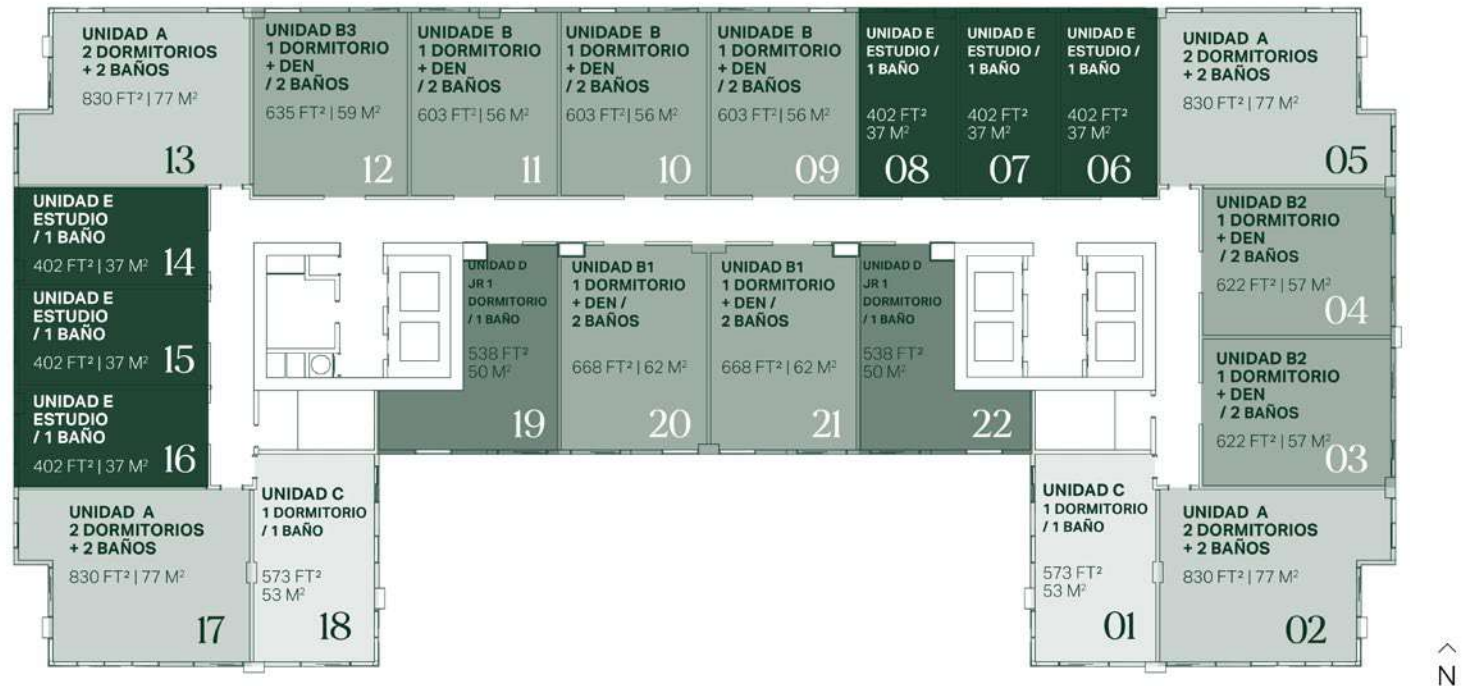 UNIDAD A
2 DORMITORIOS
+ 2 BAÑOS
830 FT² | 77 M²
13
UNIDAD B3
1 DORMITORIO
+ DEN
/ 2 BAÑOS
635 FT² | 59 M²
12
UNIDADE B
1 DORMITORIO
+ DEN
/ 2 BAÑOS
603 FT² | 56 M²
11
UNIDADE B
1 DORMITORIO
+ DEN
/ 2 BAÑOS
603 FT² | 56 M²
10
UNIDADE B
1 DORMITORIO
+ DEN
/ 2 BAÑOS
603 FT² | 56 M²
09
UNIDAD E
ESTUDIO /
1 BAÑO
402 FT²
37 M²
08
UNIDAD E
ESTUDIO /
1 BAÑO
402 FT²
37 M²
07
UNIDAD E
ESTUDIO /
1 BAÑO
402 FT²
37 M²
06
UNIDAD A
2 DORMITORIOS
+ 2 BAÑOS
830 FT² | 77 M²
05
UNIDAD E
ESTUDIO
/ 1 BAÑO
402 FT² | 37 M²
14
UNIDAD E
ESTUDIO
/ 1 BAÑO
402 FT² | 37 M²
15
UNIDAD E
ESTUDIO
/ 1 BAÑO
402 FT² | 37 M²
16
UNIDAD D
JR 1
DORMITORIO
/ 1 BAÑO
538 FT²
50 M²
19
UNIDAD B1
1 DORMITORIO
+ DEN /
2 BAÑOS
668 FT² | 62 M²
20
UNIDAD B1
1 DORMITORIO
+ DEN /
2 BAÑOS
668 FT² | 62 M²
21
UNIDAD D
JR 1
DORMITORIO
/ 1 BAÑO
538 FT²
50 M²
22
UNIDAD B2
1 DORMITORIO
+ DEN
/ 2 BAÑOS
622 FT² | 57 M²
04
UNIDAD B2
1 DORMITORIO
+ DEN
/ 2 BAÑOS
622 FT² | 57 M²
03
UNIDAD A
2 DORMITORIOS
+ 2 BAÑOS
830 FT² | 77 M²
17
UNIDAD C
1 DORMITORIO
/ 1 BAÑO
573 FT²
53 M²
18
UNIDAD C
1 DORMITORIO
/ 1 BAÑO
573 FT²
53 M²
01
UNIDAD A
2 DORMITORIOS
+ 2 BAÑOS
830 FT² | 77 M²
02
N